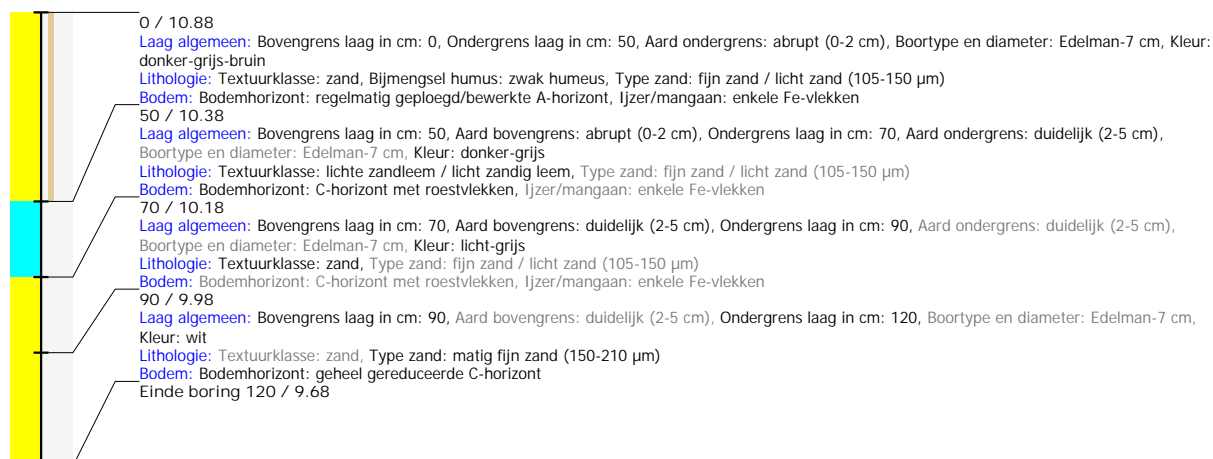 0 / 10.88
Laag algemeen: Bovengrens laag in cm: 0, Ondergrens laag in cm: 50, Aard ondergrens: abrupt (0-2 cm), Boortype en diameter: Edelman-7 cm, Kleur:
donker-grijs-bruin
Lithologie: Textuurklasse: zand, Bijmengsel humus: zwak humeus, Type zand: fijn zand / licht zand (105-150 µm)
Bodem: Bodemhorizont: regelmatig geploegd/bewerkte A-horizont, Ijzer/mangaan: enkele Fe-vlekken
50 / 10.38
Laag algemeen: Bovengrens laag in cm: 50, Aard bovengrens: abrupt (0-2 cm), Ondergrens laag in cm: 70, Aard ondergrens: duidelijk (2-5 cm),
Boortype en diameter: Edelman-7 cm, Kleur: donker-grijs
Lithologie: Textuurklasse: lichte zandleem / licht zandig leem, Type zand: fijn zand / licht zand (105-150 µm)
Bodem: Bodemhorizont: C-horizont met roestvlekken, Ijzer/mangaan: enkele Fe-vlekken
70 / 10.18
Laag algemeen: Bovengrens laag in cm: 70, Aard bovengrens: duidelijk (2-5 cm), Ondergrens laag in cm: 90, Aard ondergrens: duidelijk (2-5 cm),
Boortype en diameter: Edelman-7 cm, Kleur: licht-grijs
Lithologie: Textuurklasse: zand, Type zand: fijn zand / licht zand (105-150 µm)
Bodem: Bodemhorizont: C-horizont met roestvlekken, Ijzer/mangaan: enkele Fe-vlekken
90 / 9.98
Laag algemeen: Bovengrens laag in cm: 90, Aard bovengrens: duidelijk (2-5 cm), Ondergrens laag in cm: 120, Boortype en diameter: Edelman-7 cm,
Kleur: wit
Lithologie: Textuurklasse: zand, Type zand: matig fijn zand (150-210 µm)
Bodem: Bodemhorizont: geheel gereduceerde C-horizont
Einde boring 120 / 9.68